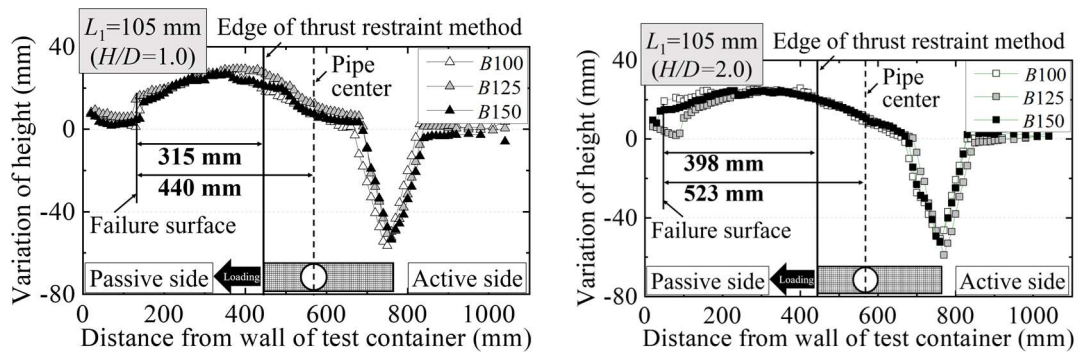 L₁=105 mm
(H/D=1.0)
Edge of thrust restraint method
Pipe
center
B100
B125
B150
40
0
-40
-80
Variation of height (mm)
315 mm
440 mm
Failure surface
Passive side
Loading
Active side
0 200 400 600 800 1000
Distance from wall of test container (mm)
L₁=105 mm
(H/D=2.0)
Edge of thrust restraint method
Pipe
center
B100
B125
B150
40
0
-40
-80
Variation of height (mm)
398 mm
523 mm
Failure surface
Passive side
Loading
Active side
0 200 400 600 800 1000
Distance from wall of test container (mm)